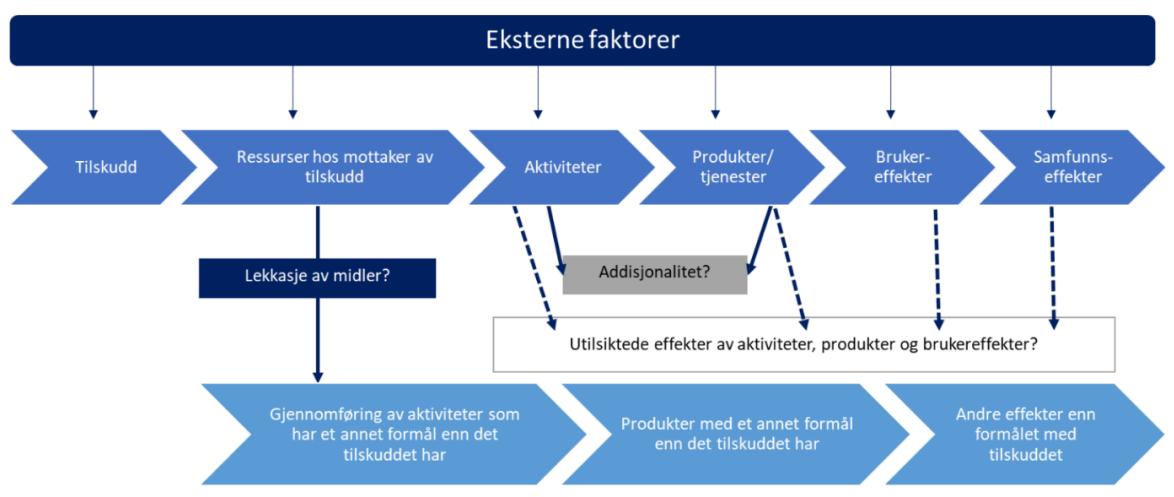 Eksterne faktorer
Tilskudd
Ressurser hos mottaker av
tilskudd
Aktiviteter
Produkter/
tjenester
Bruker-
effekter
Samfunns-
effekter
Lekkasje av midler?
Addisjonalitet?
Utilsiktede effekter av aktiviteter, produkter og brukereffekter?
Gjennomføring av aktiviteter som
har et annet formål enn det
tilskuddet har
Produkter med et annet formål
enn det tilskuddet har
Andre effekter enn
formålet med
tilskuddet